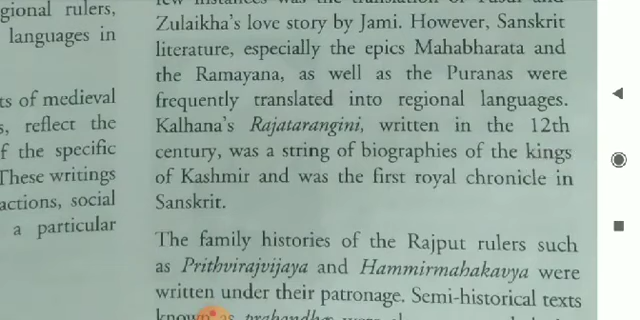 gional rulers,
languages in
ts of medieval
s, reflect the
f the specific
These writings
actions, social
a particular
Zulaikha's love story by Jami. However, Sanskrit
literature, especially the epics Mahabharata and
the Ramayana, as well as the Puranas were
frequently translated into regional languages.
Kalhana's Rajatarangini, written in the 12th
century, was a string of biographies of the kings
of Kashmir and was the first royal chronicle in
Sanskrit.
The family histories of the Rajput rulers such
as Prithvirajvijaya and Hammirmahakavya were
written under their patronage. Semi-historical texts
known as